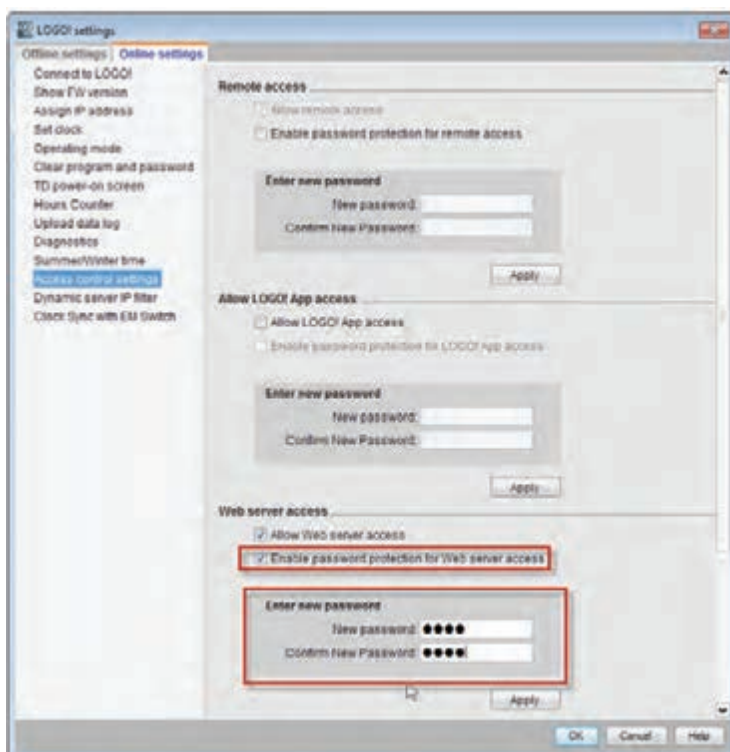 LOGO! settings
Offline settings Online settings
Connect to LOGO!
Show FW version
Assign IP address
Set clock
Operating mode
Clear program and password
TD power-on screen
Hours Counter
Upload data log
Diagnostics
Summer/Winter time
Access control settings
Dynamic server IP filter
Clock Sync with EM Switch
Remote access
Allow remote access
Enable password protection for remote access
Enter new password
New password:
Confirm New Password:
Apply
Allow LOGO! App access
Allow LOGO! App access
Enable password protection for LOGO! App access
Enter new password
New password:
Confirm New Password:
Apply
Web server access
Allow Web server access
Enable password protection for Web server access
Enter new password
New password: ●●●●
Confirm New Password: ●●●●
Apply
OK Cancel Help